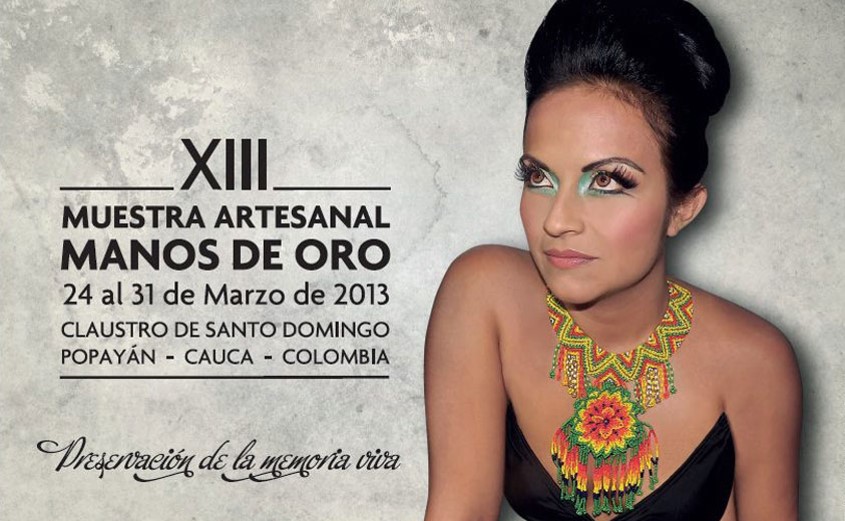 XIII
MUESTRA ARTESANAL
MANOS DE ORO
24 al 31 de Marzo de 2013
CLAUSTRO DE SANTO DOMINGO
POPAYÁN - CAUCA - COLOMBIA
Preservación de la memoria viva